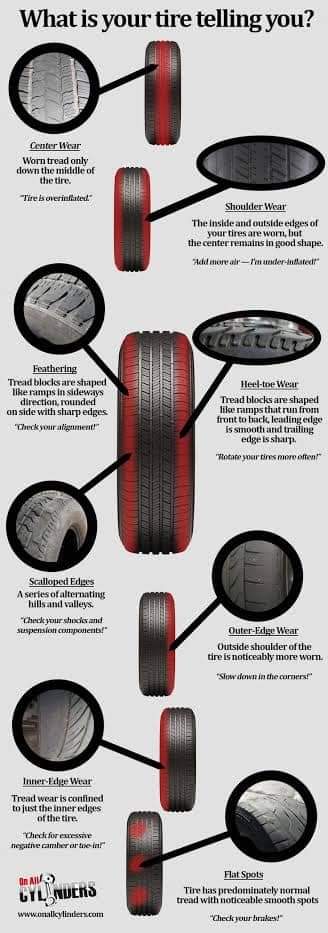 What is your tire telling you?
Center Wear
Worn tread only
down the middle of
the tire.
"Tire is overinflated."
Shoulder Wear
The inside and outside edges of
your tires are worn, but
the center remains in good shape.
"Add more air — I'm under-inflated!"
Feathering
Tread blocks are shaped
like ramps in sideways
direction, rounded
on side with sharp edges.
"Check your alignment!"
Heel-toe Wear
Tread blocks are shaped
like ramps that run from
front to back, leading edge
is smooth and trailing
edge is sharp.
"Rotate your tires more often!"
Scalloped Edges
A series of alternating
hills and valleys.
"Check your shocks and
suspension components!"
Outer-Edge Wear
Outside shoulder of the
tire is noticeably more worn.
"Slow down in the corners!"
Inner-Edge Wear
Tread wear is confined
to just the inner edges
of the tire.
"Check for excessive
negative camber or toe-in!"
Flat Spots
Tire has predominately normal
tread with noticeable smooth spots
"Check your brakes!"
On All
CYLINDERS
www.onallcylinders.com